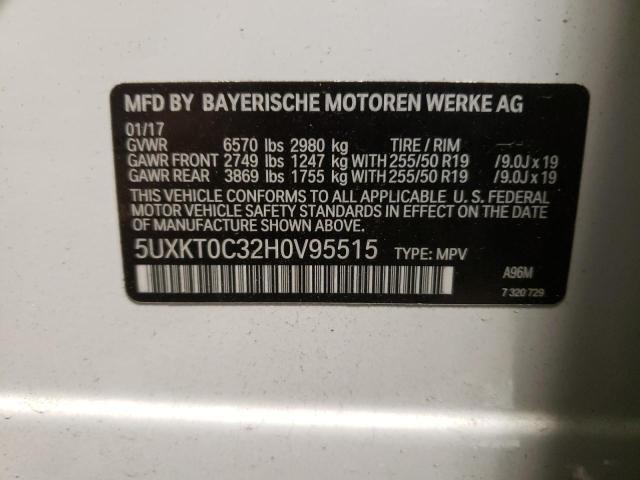 MFD BY BAYERISCHE MOTOREN WERKE AG
01/17
GVWR 6570 lbs 2980 kg TIRE / RIM
GAWR FRONT 2749 lbs 1247 kg WITH 255/50 R19 /9.0J x 19
GAWR REAR 3869 lbs 1755 kg WITH 255/50 R19 /9.0J x 19
THIS VEHICLE CONFORMS TO ALL APPLICABLE U. S. FEDERAL
MOTOR VEHICLE SAFETY STANDARDS IN EFFECT ON THE
DATE OF MANUFACTURE SHOWN ABOVE.
5UXKT0C32H0V95515 TYPE: MPV
A96M
7 320 729